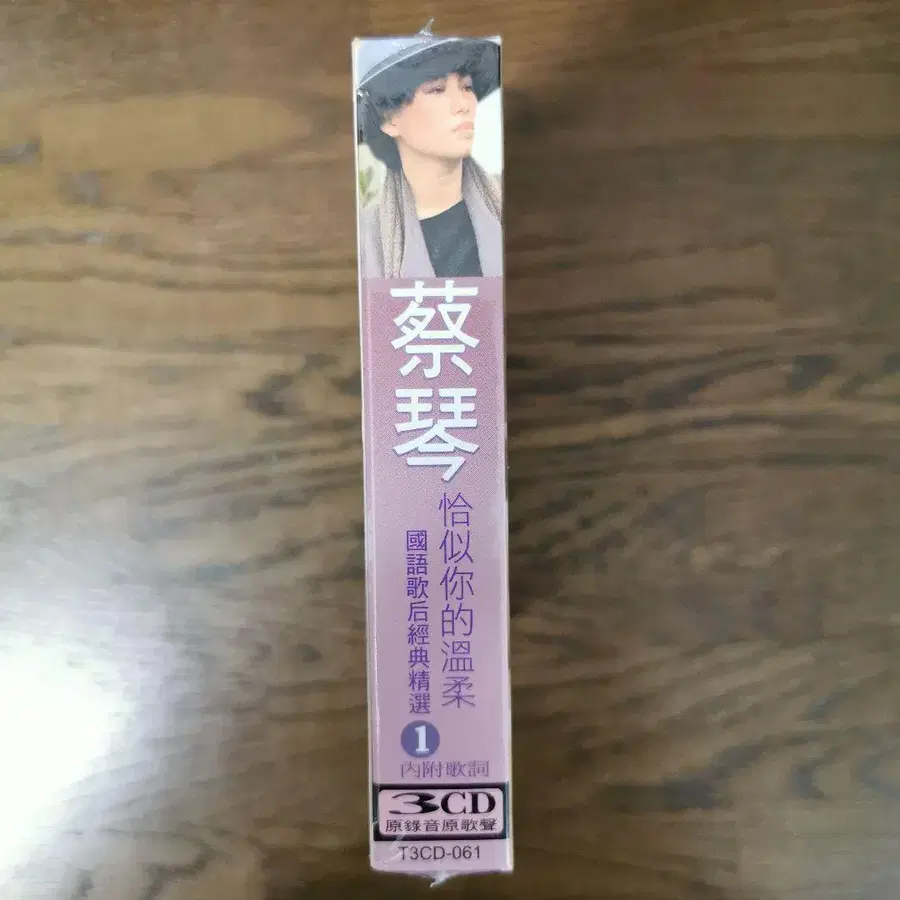 蔡琴
恰似你的溫柔
國語歌后經典精選
1
內附歌詞
3CD
原錄音原歌聲
T3CD-061